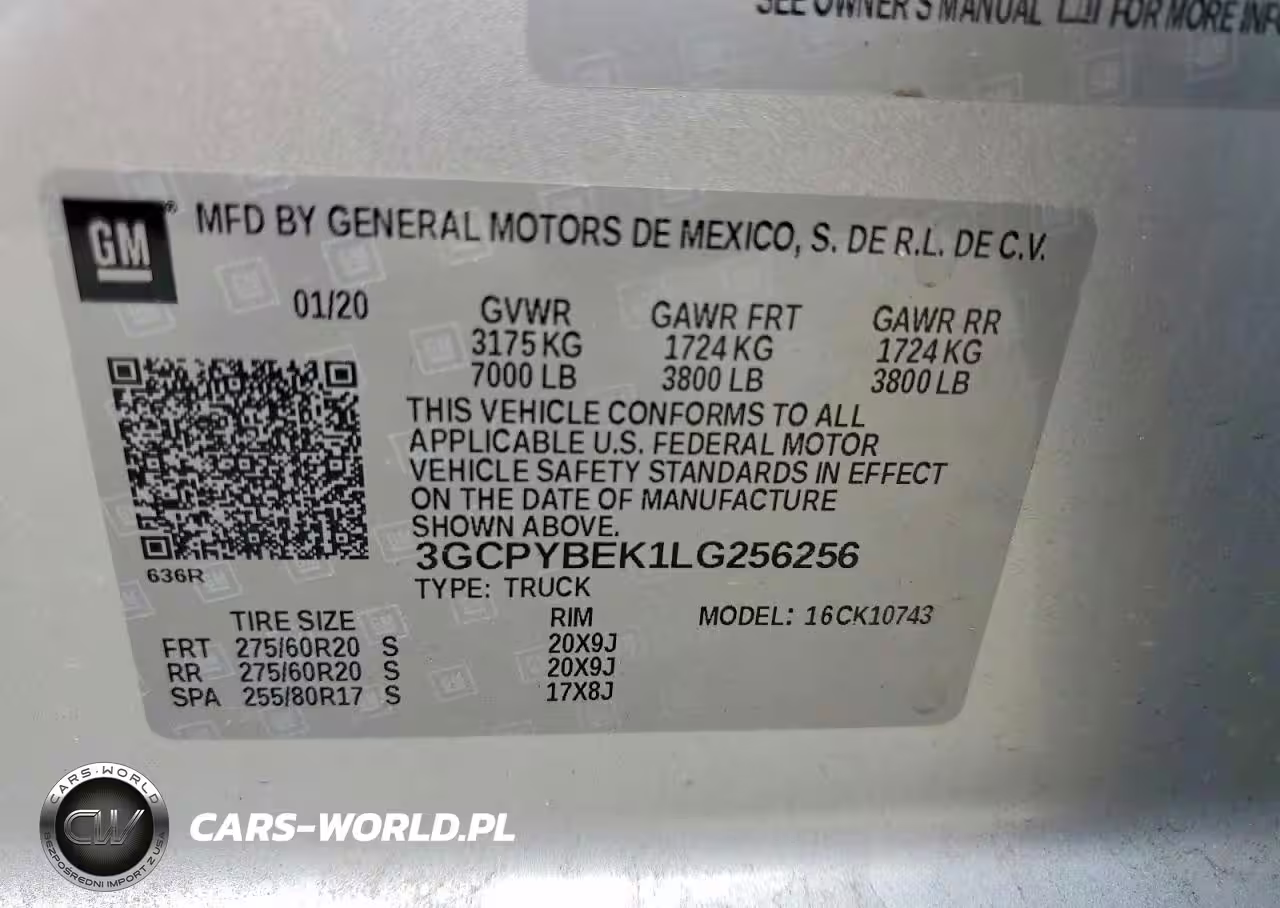 SEE OWNER'S MANUAL FOR MORE INF
GM®
MFD BY GENERAL MOTORS DE MEXICO, S. DE R.L. DE C.V.
01/20 GVWR GAWR FRT GAWR RR
3175 KG 1724 KG 1724 KG
7000 LB 3800 LB 3800 LB
THIS VEHICLE CONFORMS TO ALL
APPLICABLE U.S. FEDERAL MOTOR
VEHICLE SAFETY STANDARDS IN EFFECT
ON THE DATE OF MANUFACTURE
SHOWN ABOVE.
3GCPYBEK1LG256256
636R
TYPE: TRUCK
TIRE SIZE RIM MODEL: 16CK10743
FRT 275/60R20 S 20X9J
RR 275/60R20 S 20X9J
SPA 255/80R17 S 17X8J
CARS-WORLD
CW
BEZPOŚREDNI IMPORT Z USA
CARS-WORLD.PL